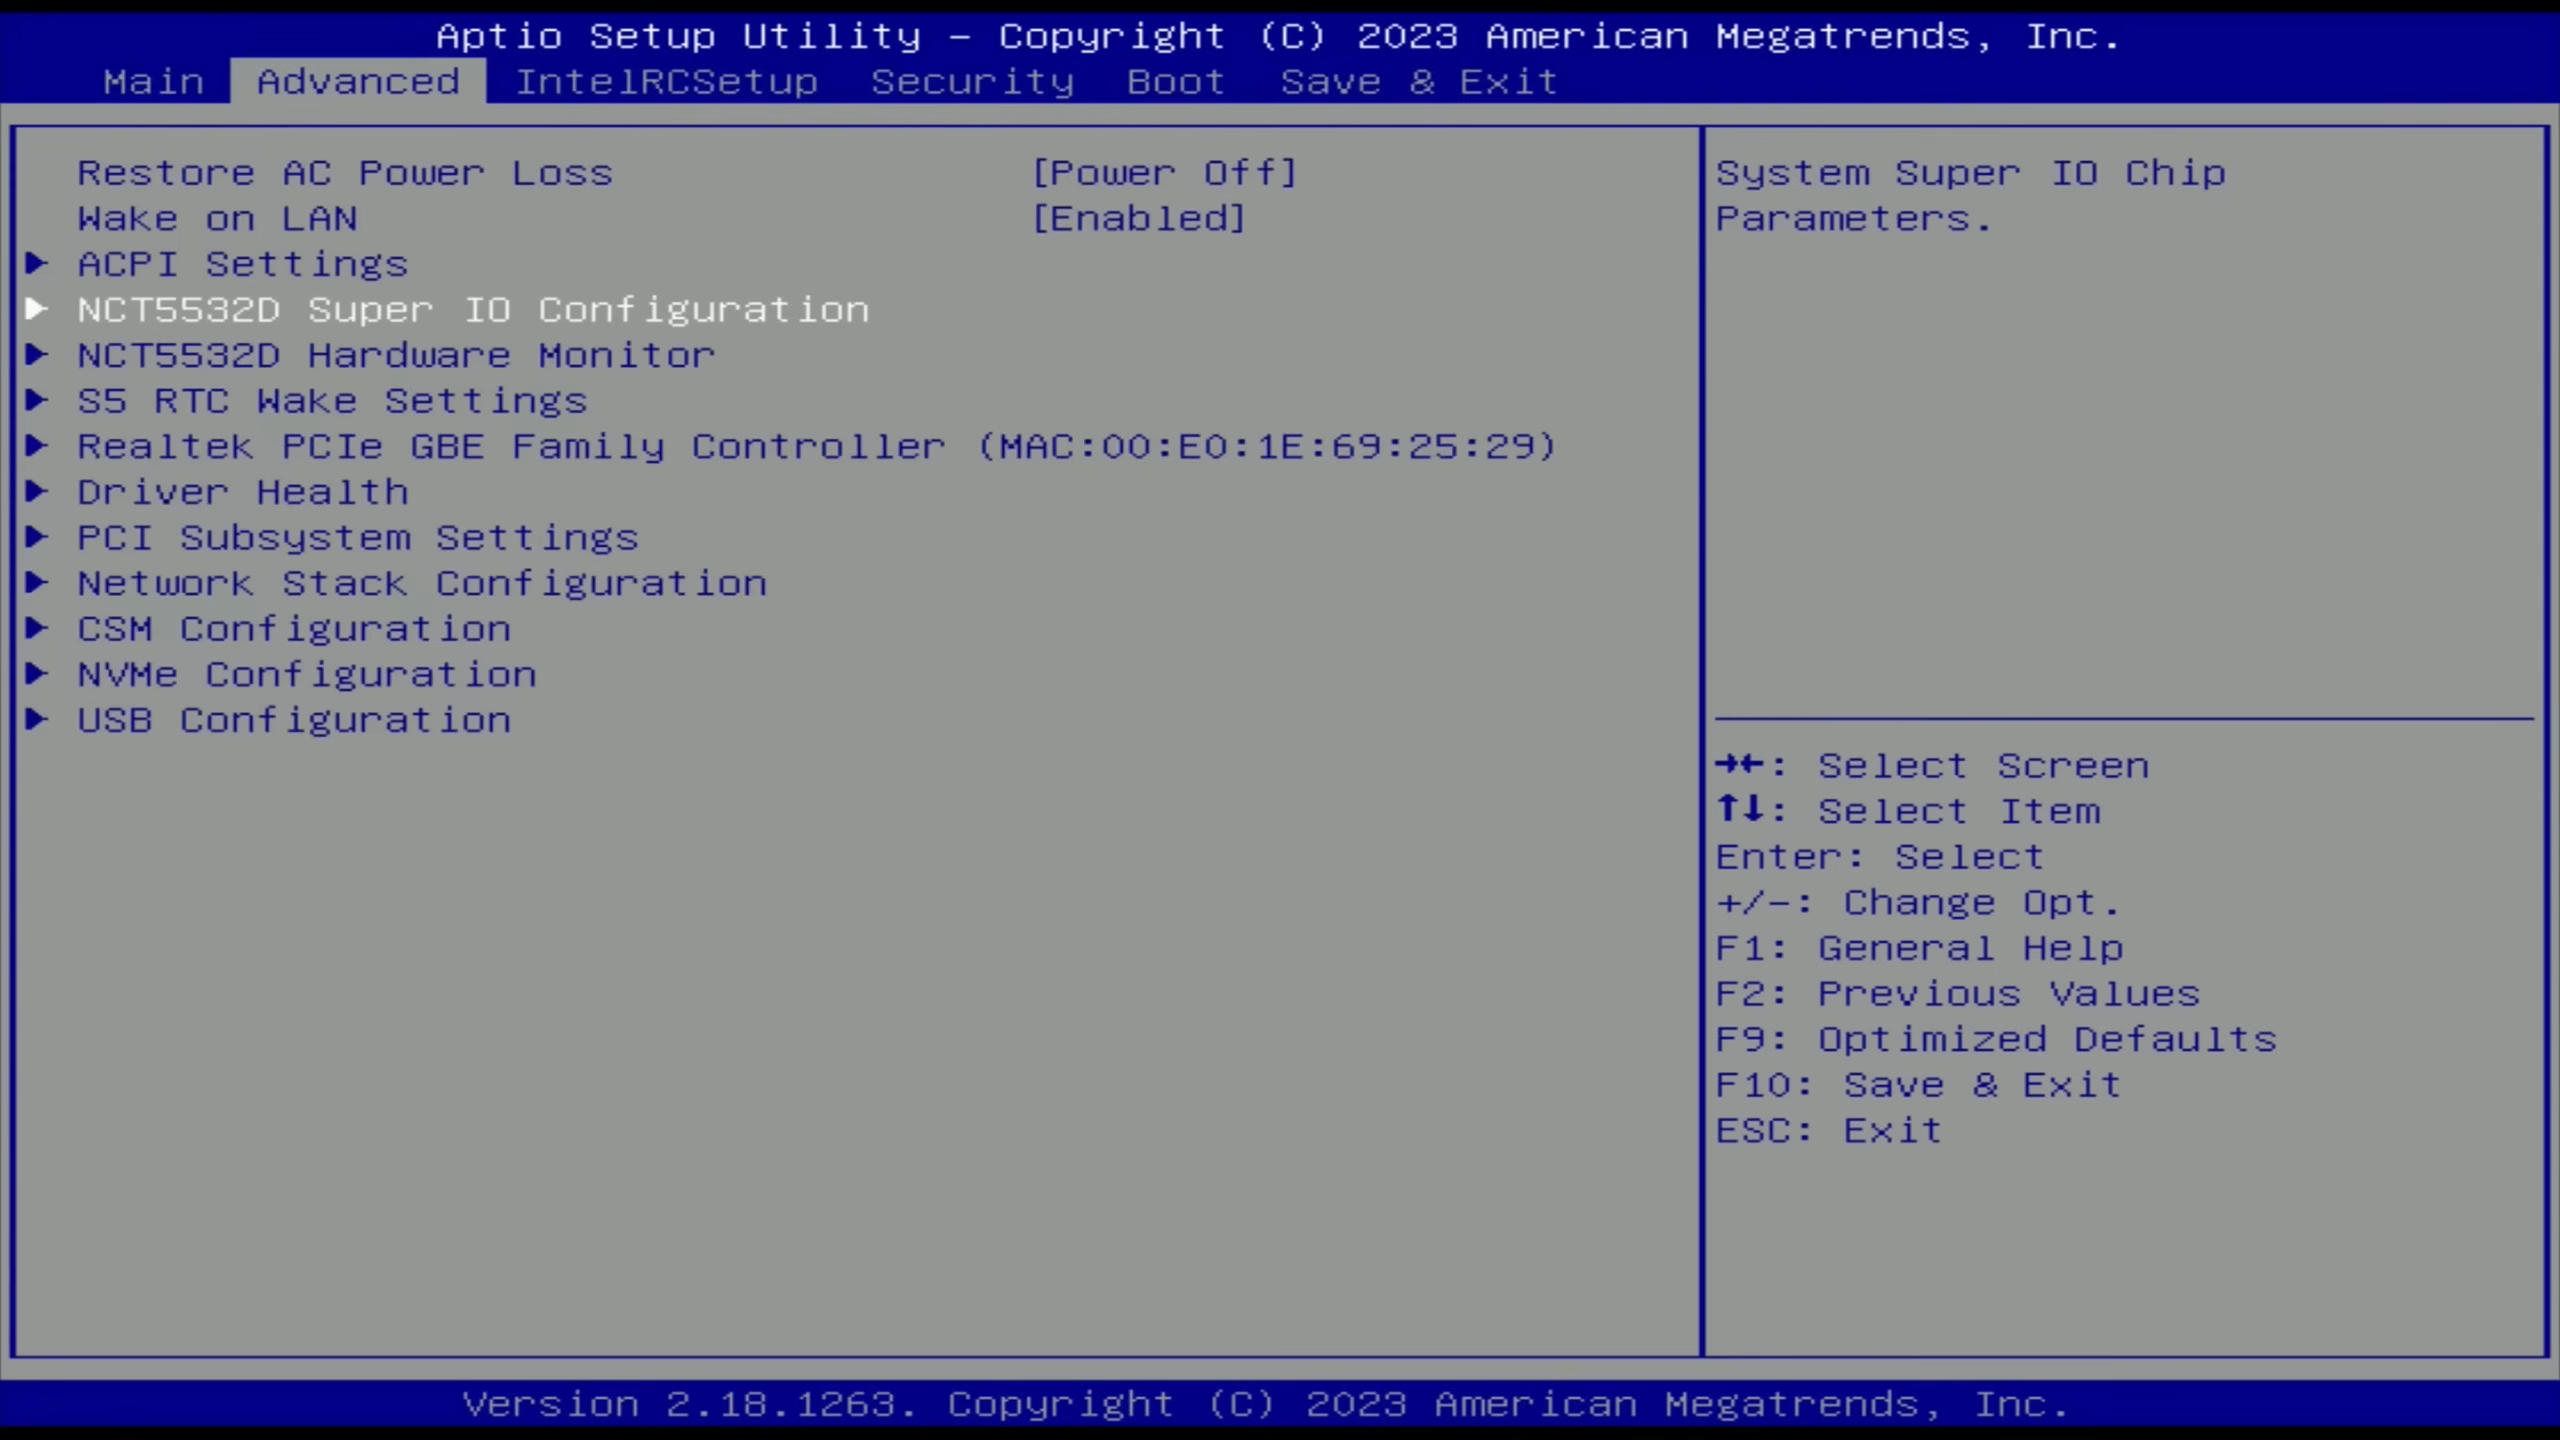 Aptio Setup Utility – Copyright (C) 2023 American Megatrends, Inc.
Main Advanced IntelRCSetup Security Boot Save & Exit
Restore AC Power Loss [Power Off]
Wake on LAN [Enabled]
▶ ACPI Settings
▶ NCT5532D Super IO Configuration
▶ NCT5532D Hardware Monitor
▶ S5 RTC Wake Settings
▶ Realtek PCIe GBE Family Controller (MAC:00:E0:1E:69:25:29)
▶ Driver Health
▶ PCI Subsystem Settings
▶ Network Stack Configuration
▶ CSM Configuration
▶ NVMe Configuration
▶ USB Configuration
System Super IO Chip
Parameters.
→←: Select Screen
↑↓: Select Item
Enter: Select
+/-: Change Opt.
F1: General Help
F2: Previous Values
F9: Optimized Defaults
F10: Save & Exit
ESC: Exit
Version 2.18.1263. Copyright (C) 2023 American Megatrends, Inc.